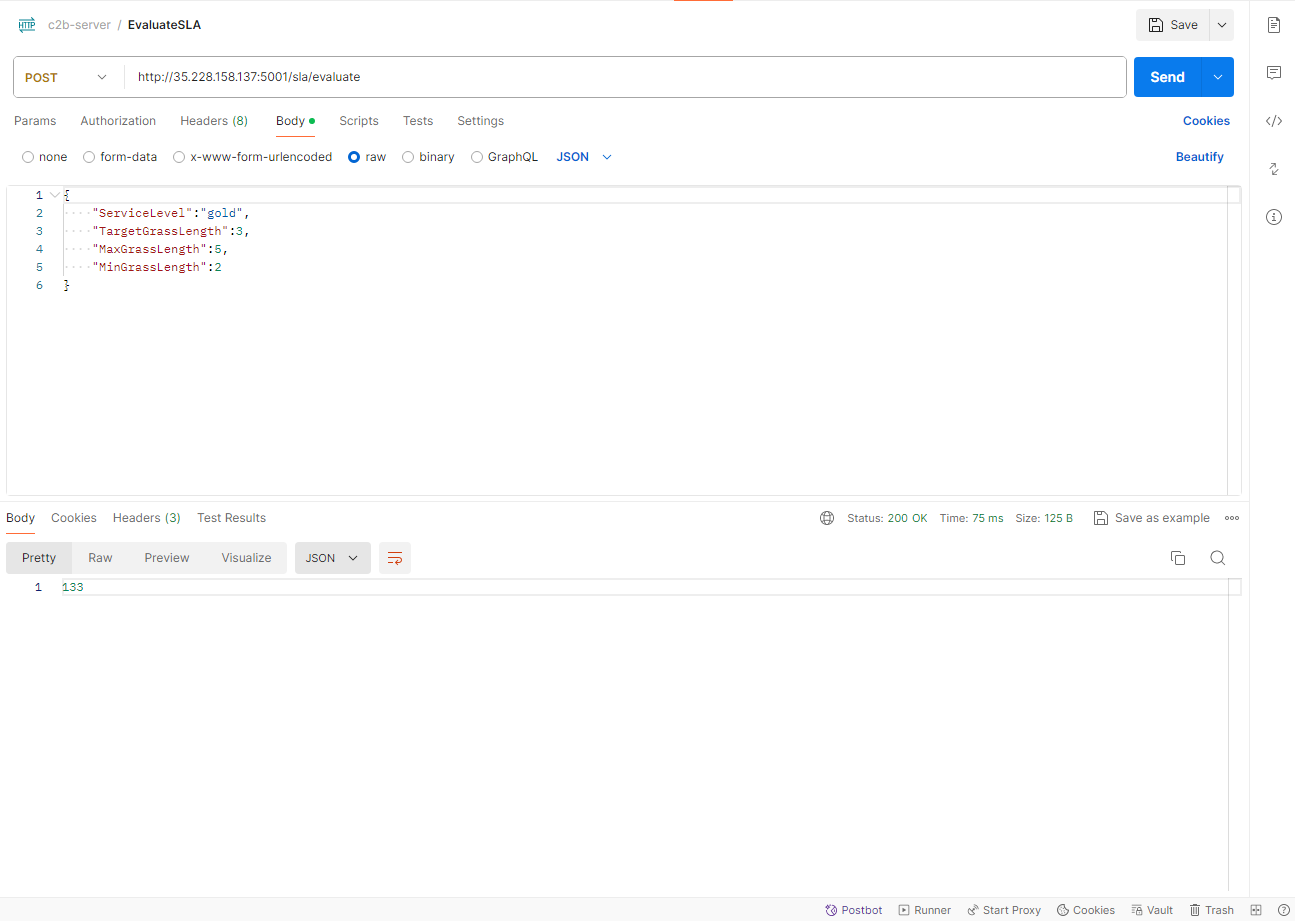 HTTP c2b-server / EvaluateSLA Save
POST http://35.228.158.137:5001/sla/evaluate Send
Params Authorization Headers (8) Body Scripts Tests Settings Cookies
none form-data x-www-form-urlencoded raw binary GraphQL JSON Beautify
1 {
2 "ServiceLevel":"gold",
3 "TargetGrassLength":3,
4 "MaxGrassLength":5,
5 "MinGrassLength":2
6 }
Body Cookies Headers (3) Test Results Status: 200 OK Time: 75 ms Size: 125 B Save as example
Pretty Raw Preview Visualize JSON
1 133
Postbot Runner Start Proxy Cookies Vault Trash